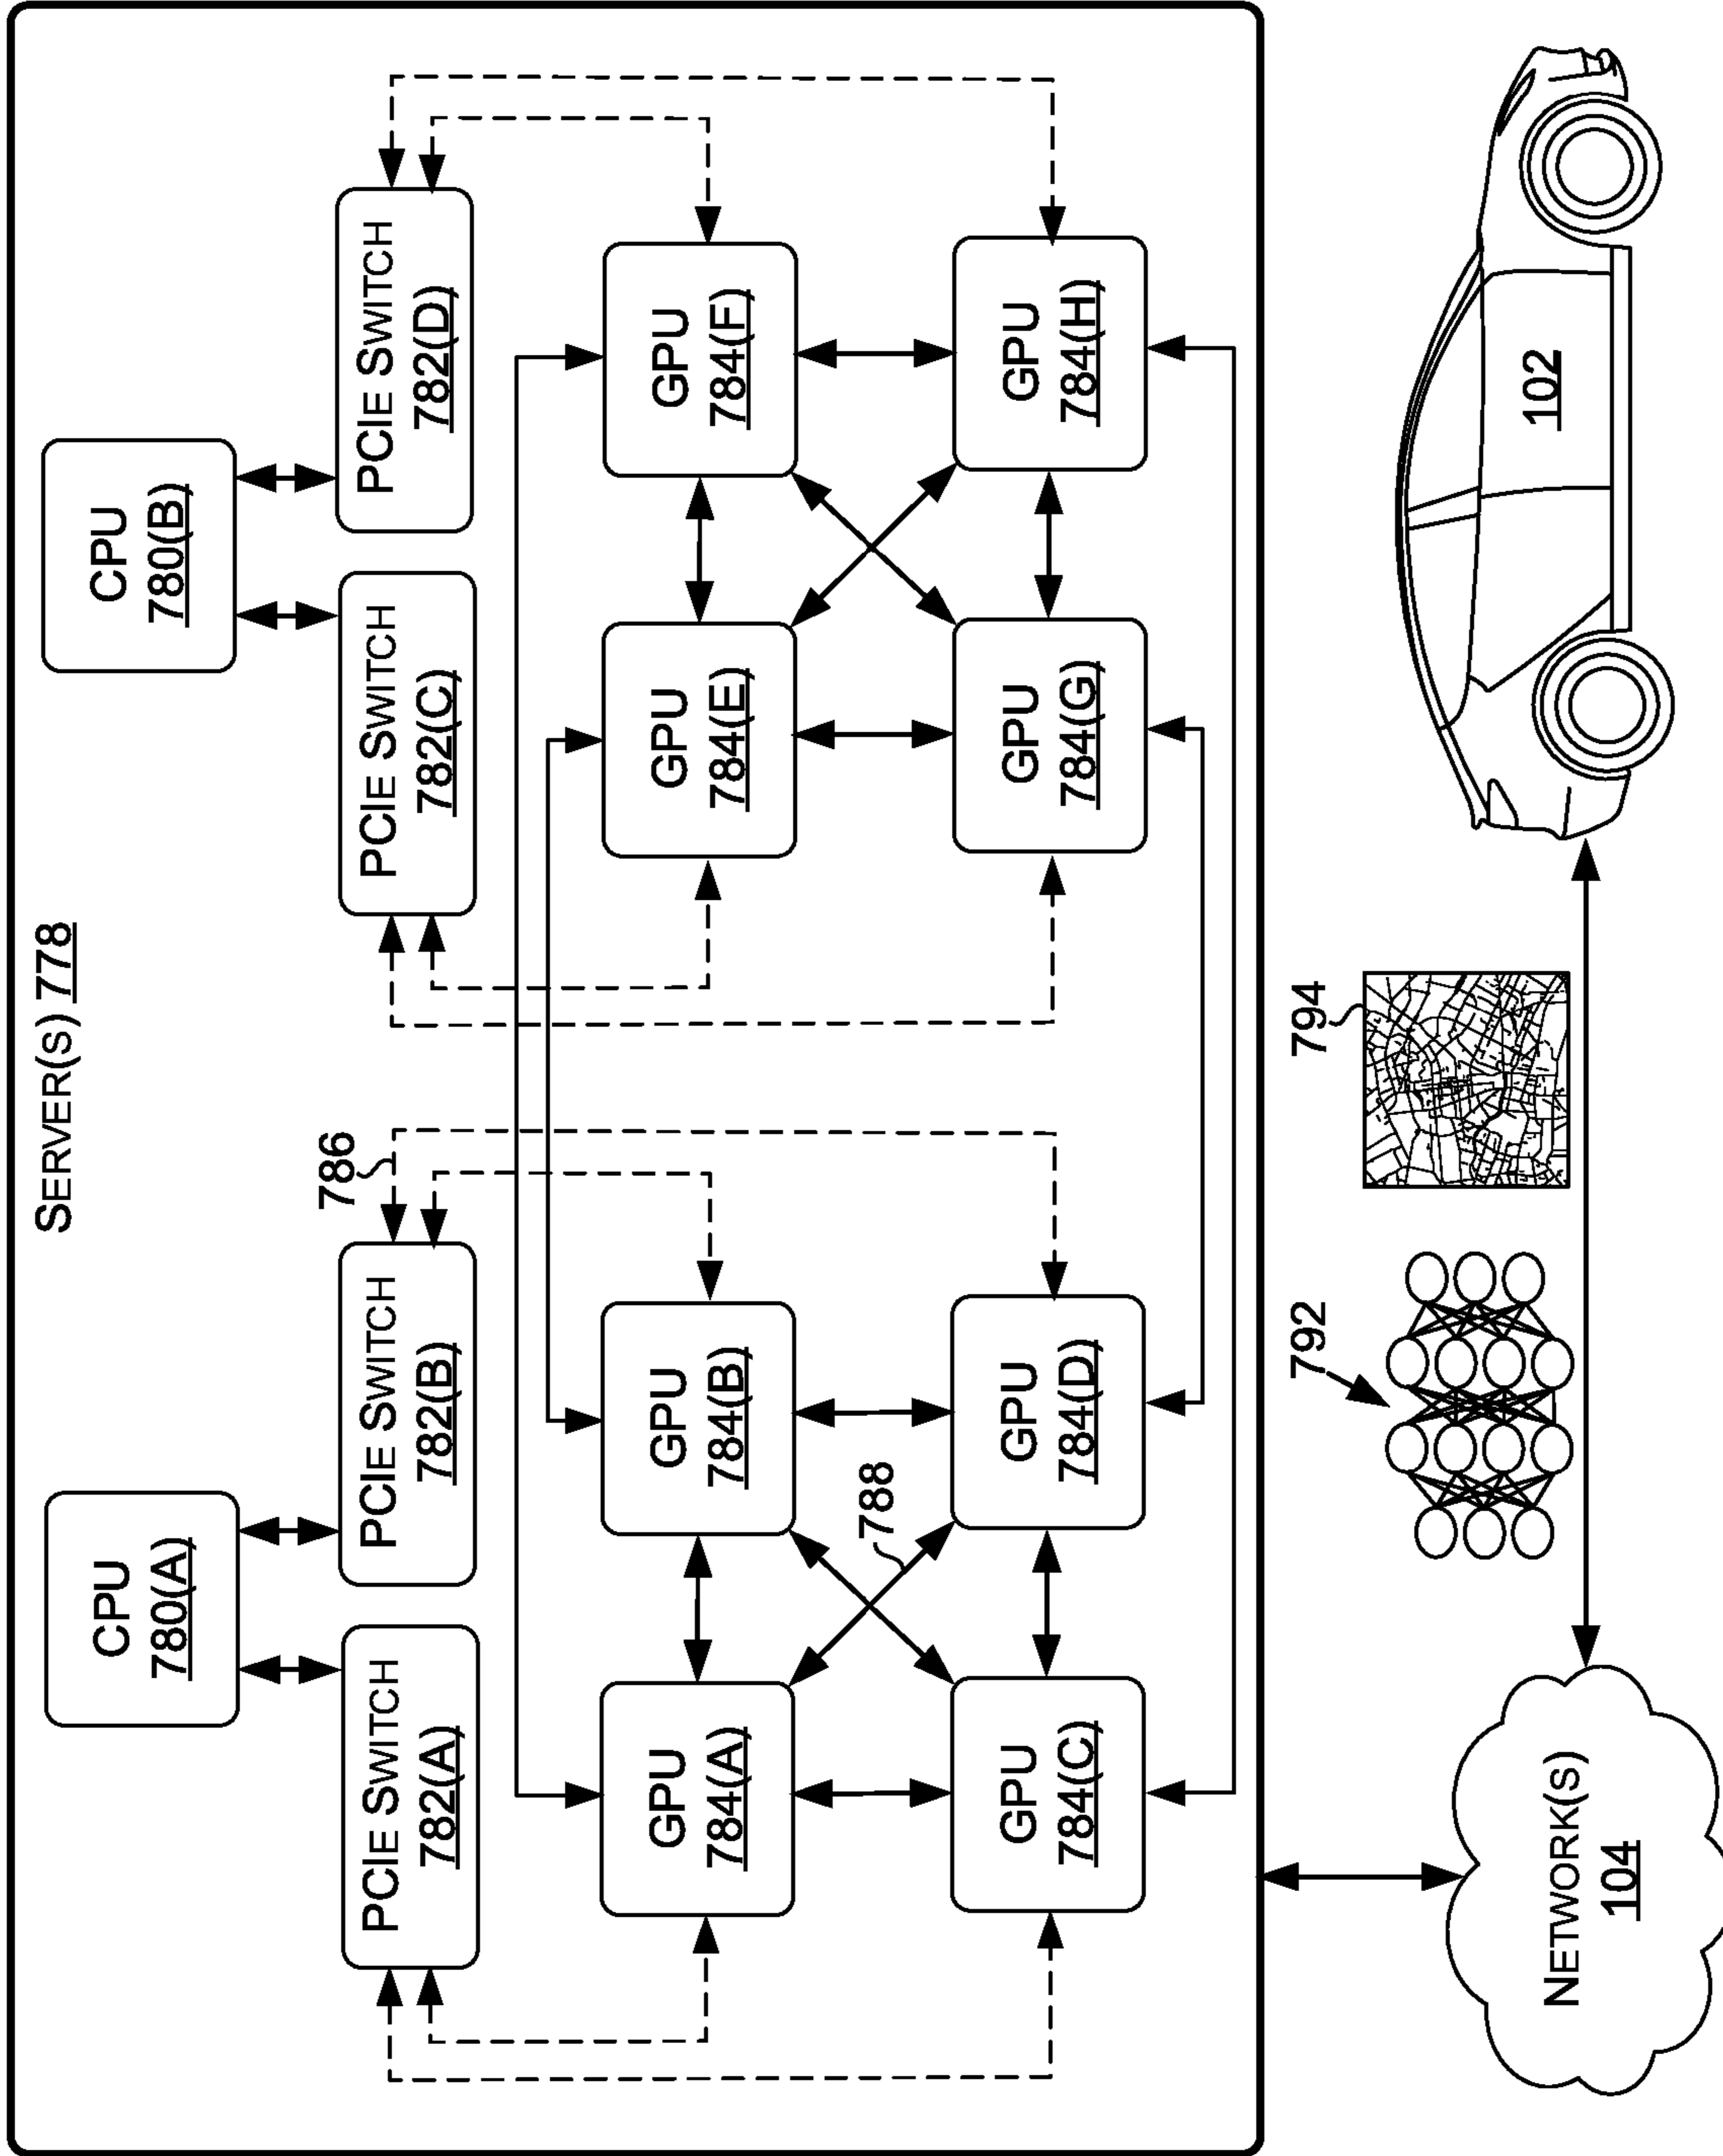 SERVER(S) 778
CPU
780(A)
CPU
780(B)
PCIE SWITCH
782(A)
PCIE SWITCH
782(B)
786
PCIE SWITCH
782(C)
PCIE SWITCH
782(D)
GPU
784(A)
GPU
784(B)
GPU
784(E)
GPU
784(F)
788
GPU
784(C)
GPU
784(D)
GPU
784(G)
GPU
784(H)
NETWORK(S)
104
792
794
102